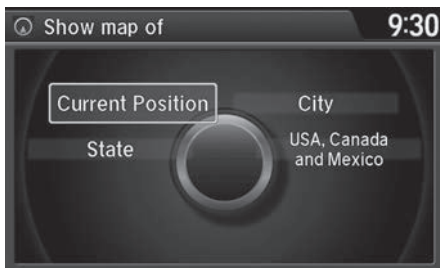 Show map of
9:30
Current Position
City
State
USA, Canada
and Mexico